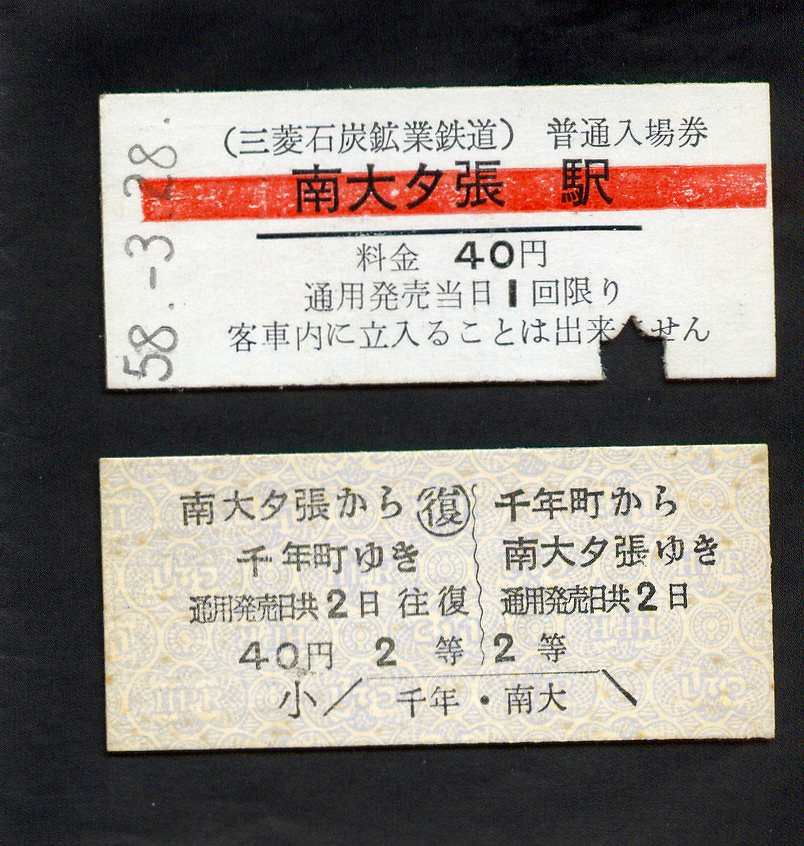 （三菱石炭鉱業鉄道） 普通入場券
南大夕張 駅
料金 40円
通用発売当日1回限り
客車内に立入ることは出来ません
58.-3.28.
南大夕張から 復
千年町ゆき
通用発売日共2日 往復
40円 2 等
千年町から
南大夕張ゆき
通用発売日共2日
2 等
小 千年・南大